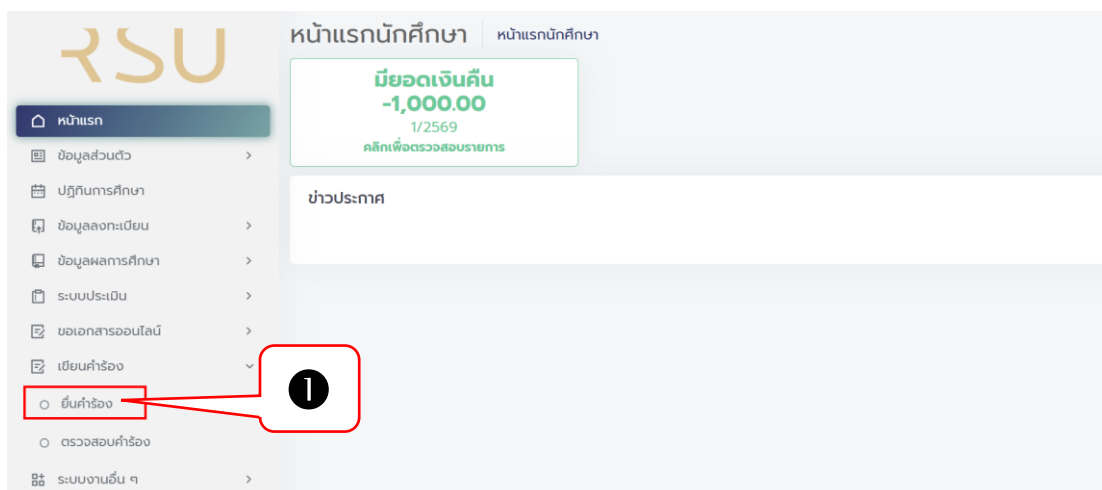 RSU
หน้าแรกนักศึกษา หน้าแรกนักศึกษา
มียอดเงินคืน
-1,000.00
1/2569
คลิกเพื่อตรวจสอบรายการ
หน้าแรก
ข้อมูลส่วนตัว
ปฏิทินการศึกษา
ข้อมูลลงทะเบียน
ข้อมูลผลการศึกษา
ระบบประเมิน
ขอเอกสารออนไลน์
เขียนคำร้อง
ยื่นคำร้อง
ตรวจสอบคำร้อง
ระบบงานอื่น ๆ
ข่าวประกาศ
❶